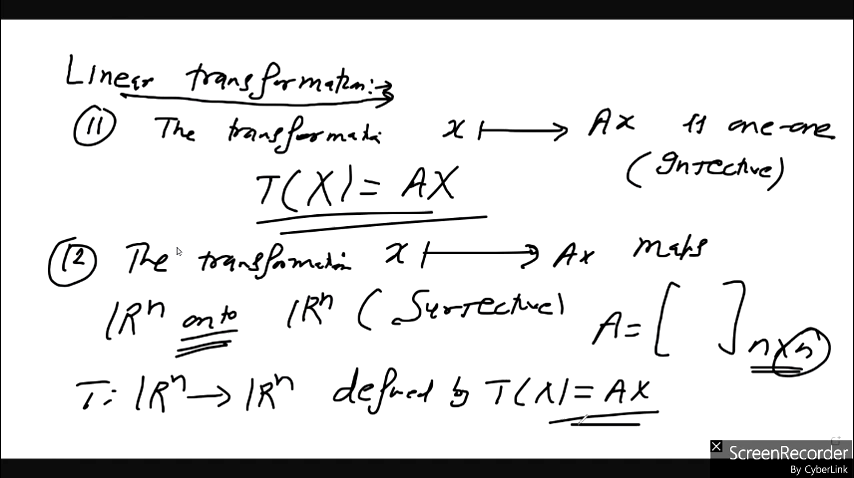 Linear transformation:→
(11) The transformatio x ⟼ Ax is one-one
(Injective)
T(X) = AX
(12) The transformation x ⟼ Ax maps
ℝⁿ onto ℝⁿ (Surjective)
A = [ ] n×n
T: ℝⁿ → ℝⁿ defined by T(X) = AX
ScreenRecorder
By CyberLink